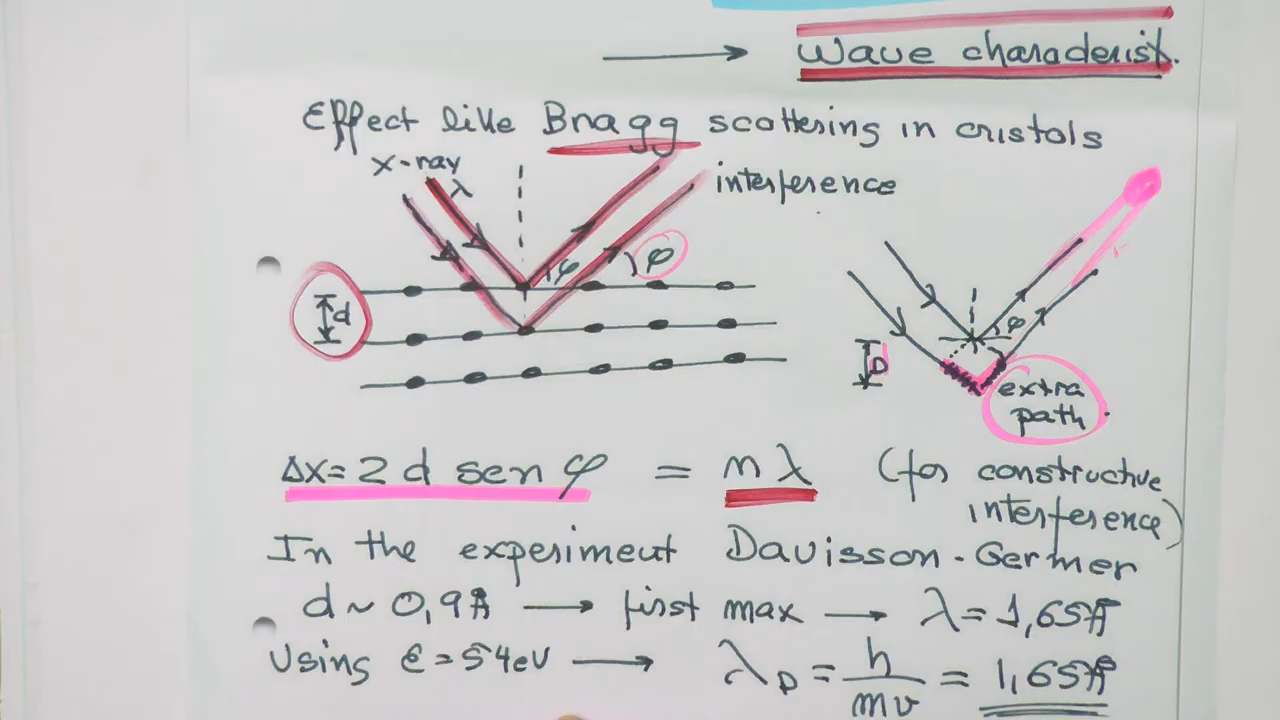 → Wave characterist.
Effect like Bragg scattering in cristals
x-ray
λ
interference
φ
φ
d
φ
D
extra
path
Δx = 2 d sen φ = nλ (for constructive
interference)
In the experiment Davisson-Germer
d ~ 0,9Å → first max → λ = 1,65Å
Using E = 54eV → λD = h/mv = 1,65Å